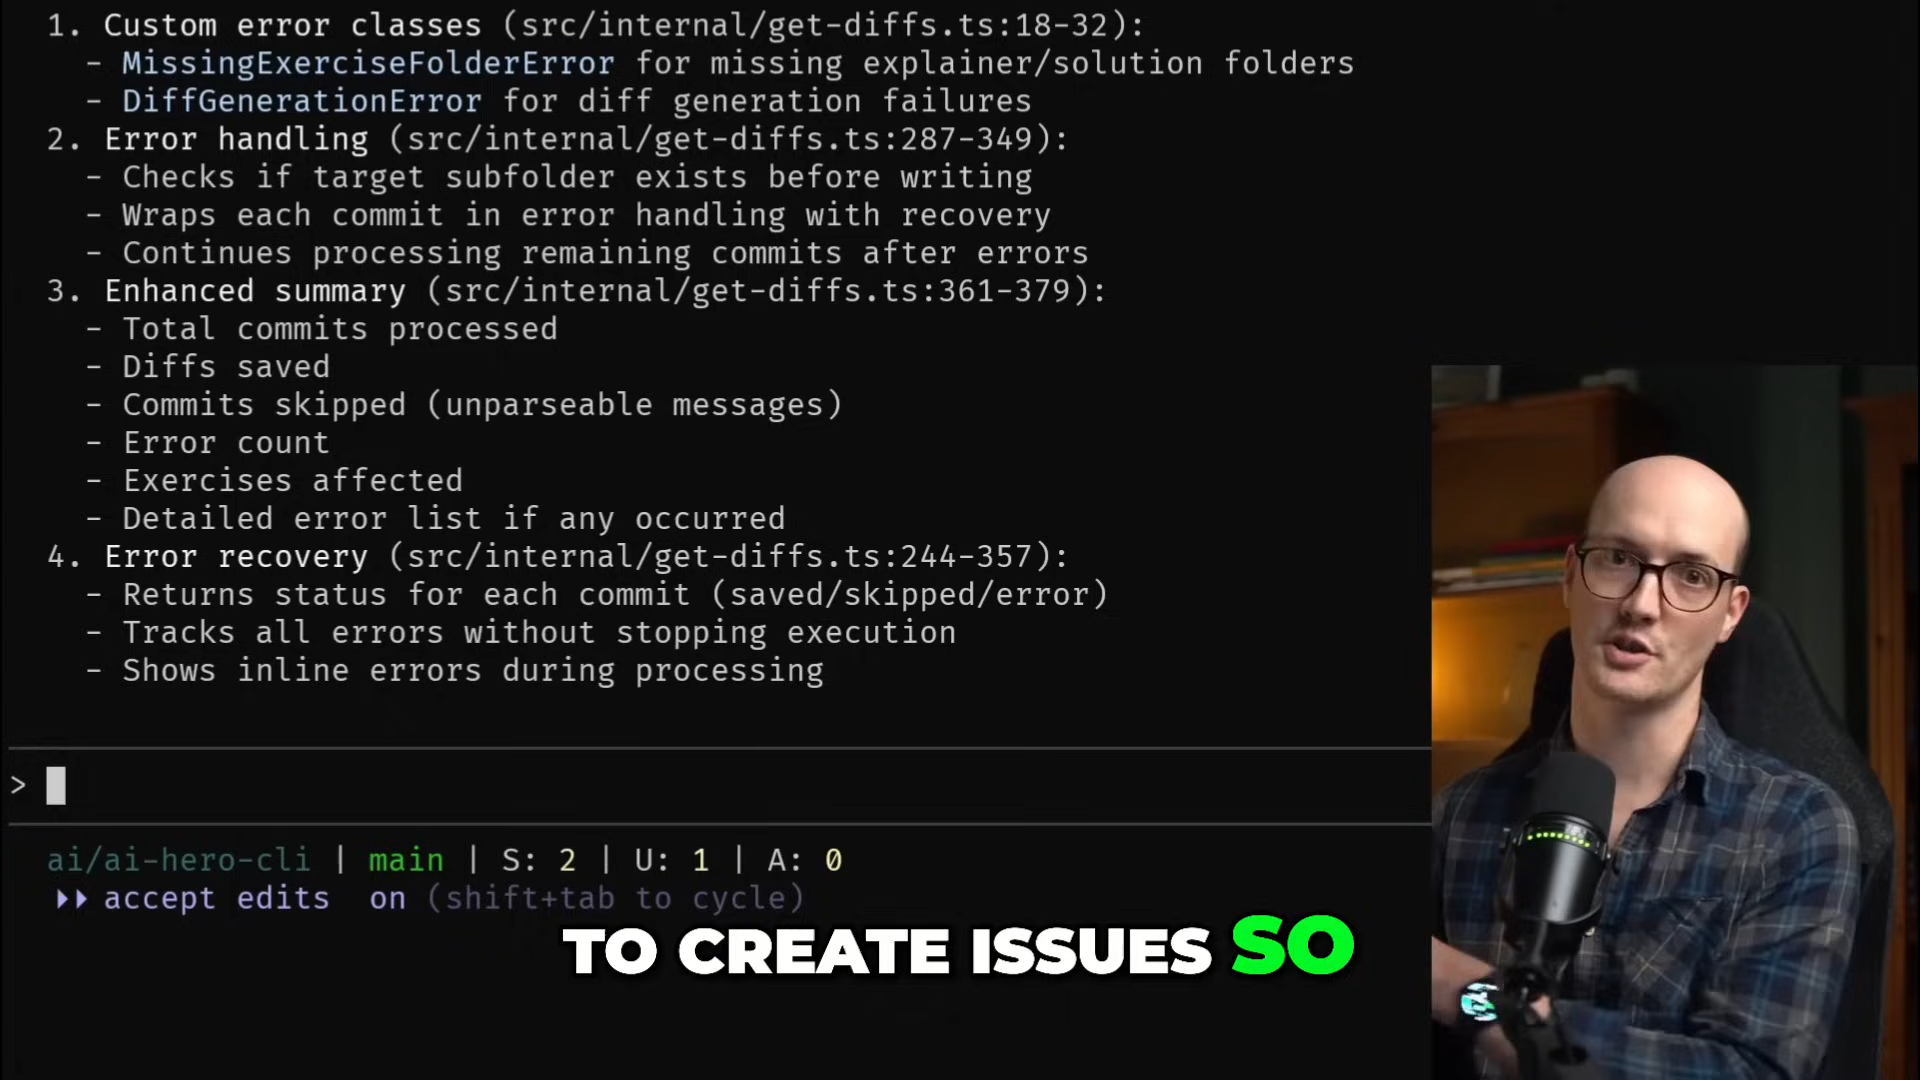 1. Custom error classes (src/internal/get-diffs.ts:18-32):
- MissingExerciseFolderError for missing explainer/solution folders
- DiffGenerationError for diff generation failures
2. Error handling (src/internal/get-diffs.ts:287-349):
- Checks if target subfolder exists before writing
- Wraps each commit in error handling with recovery
- Continues processing remaining commits after errors
3. Enhanced summary (src/internal/get-diffs.ts:361-379):
- Total commits processed
- Diffs saved
- Commits skipped (unparseable messages)
- Error count
- Exercises affected
- Detailed error list if any occurred
4. Error recovery (src/internal/get-diffs.ts:244-357):
- Returns status for each commit (saved/skipped/error)
- Tracks all errors without stopping execution
- Shows inline errors during processing
>
ai/ai-hero-cli | main | S: 2 | U: 1 | A: 0
⏵⏵ accept edits on (shift+tab to cycle)
TO CREATE ISSUES SO